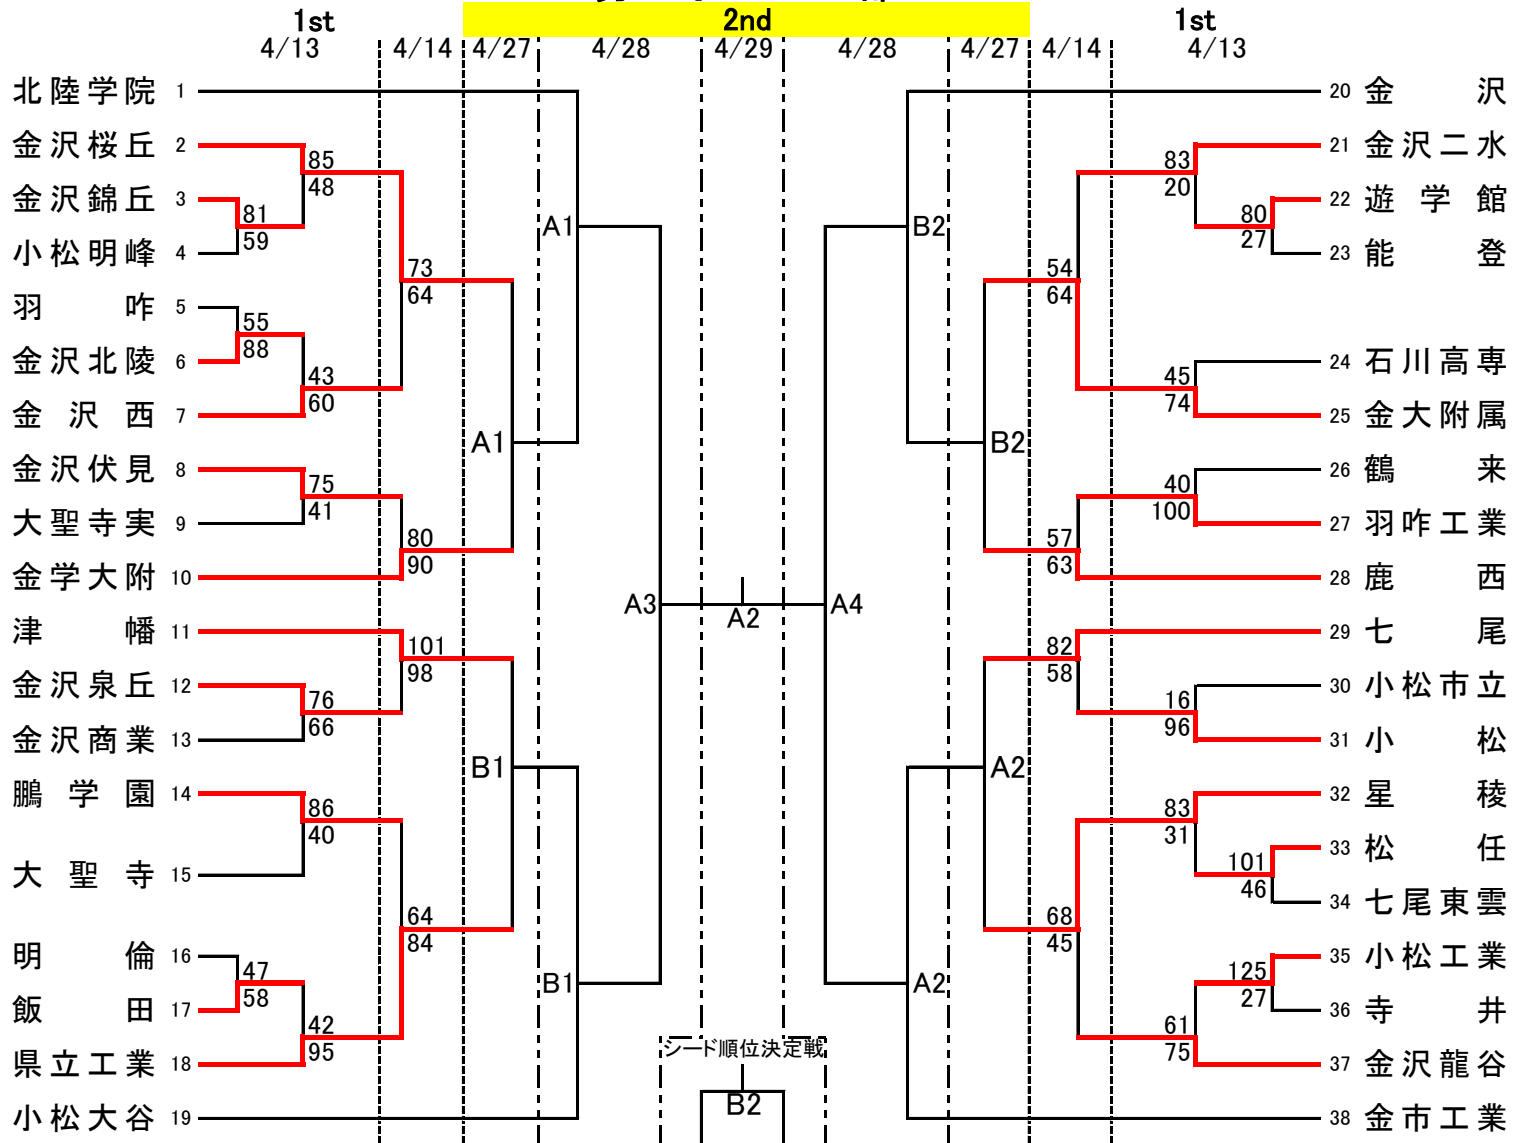 1st 2nd 1st
4/13 4/14 4/27 4/28 4/29 4/28 4/27 4/14 4/13
北陸学院 1
金沢桜丘 2
金沢錦丘 3
小松明峰 4
羽咋 5
金沢北陵 6
金沢西 7
金沢伏見 8
大聖寺実 9
金学大附 10
津幡 11
金沢泉丘 12
金沢商業 13
鵬学園 14
大聖寺 15
明倫 16
飯田 17
県立工業 18
小松大谷 19
85
48
81
59
55
88
43
60
75
41
76
66
86
40
47
58
42
95
73
64
80
90
101
98
64
84
A1
B1
A1
B1
A3
A2
A4
シード順位決定戦
B2
B2
A2
B2
A2
54
64
57
63
82
58
68
45
83
20
80
27
45
74
40
100
16
96
83
31
101
46
125
27
61
75
20 金沢
21 金沢二水
22 遊学館
23 能登
24 石川高専
25 金大附属
26 鶴来
27 羽咋工業
28 鹿西
29 七尾
30 小松市立
31 小松
32 星稜
33 松任
34 七尾東雲
35 小松工業
36 寺井
37 金沢龍谷
38 金市工業